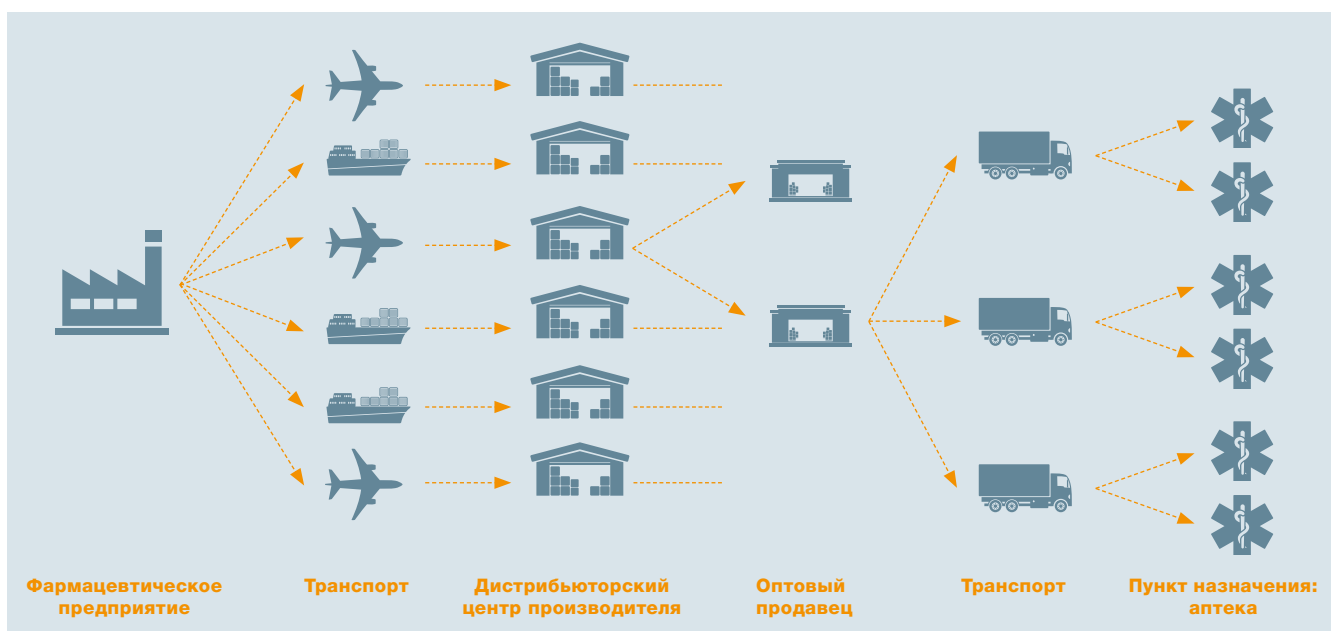 Фармацевтическое
предприятие
Транспорт
Дистрибьюторский
центр производителя
Оптовый
продавец
Транспорт
Пункт назначения:
аптека